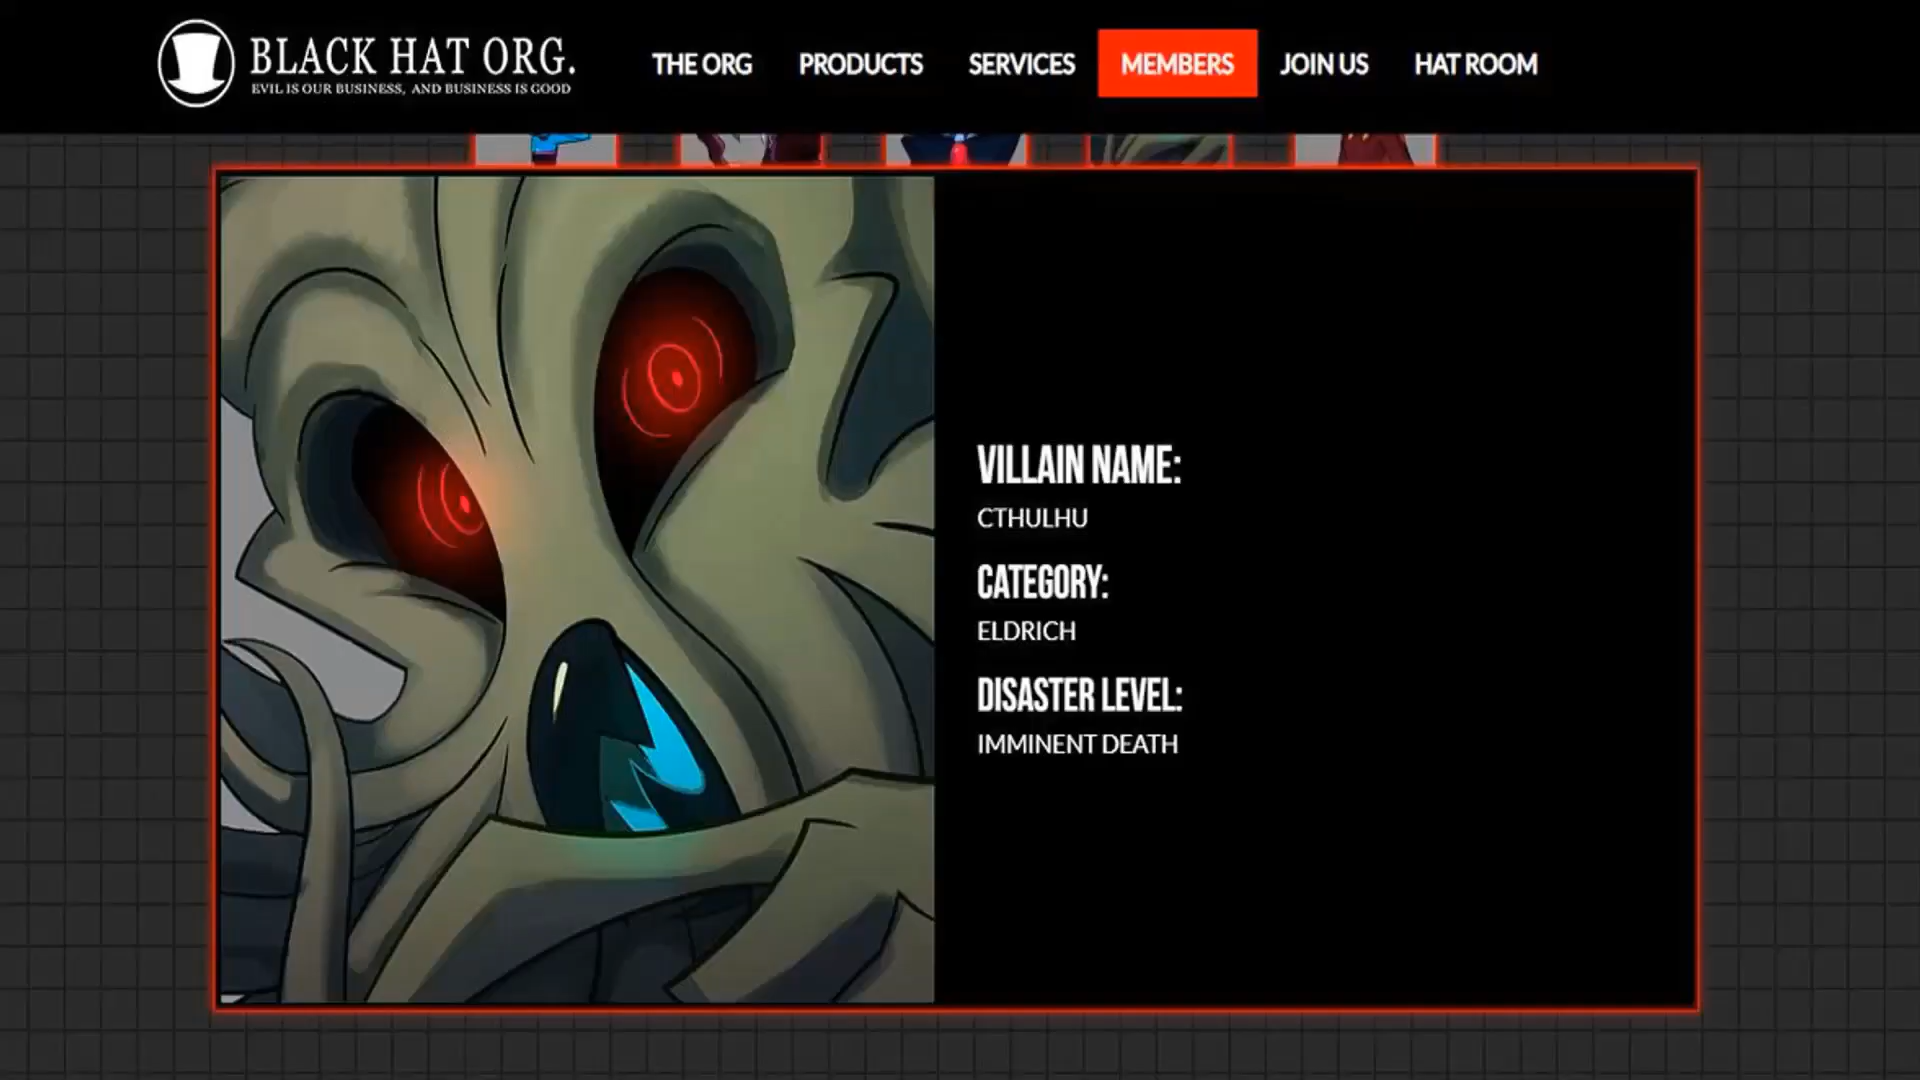 BLACK HAT ORG.
EVIL IS OUR BUSINESS, AND BUSINESS IS GOOD
THE ORG
PRODUCTS
SERVICES
MEMBERS
JOIN US
HAT ROOM
VILLAIN NAME:
CTHULHU
CATEGORY:
ELDRICH
DISASTER LEVEL:
IMMINENT DEATH